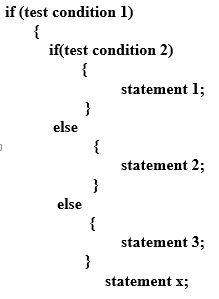 if (test condition 1)
{
if(test condition 2)
{
statement 1;
}
else
{
statement 2;
}
else
{
statement 3;
}
statement x;